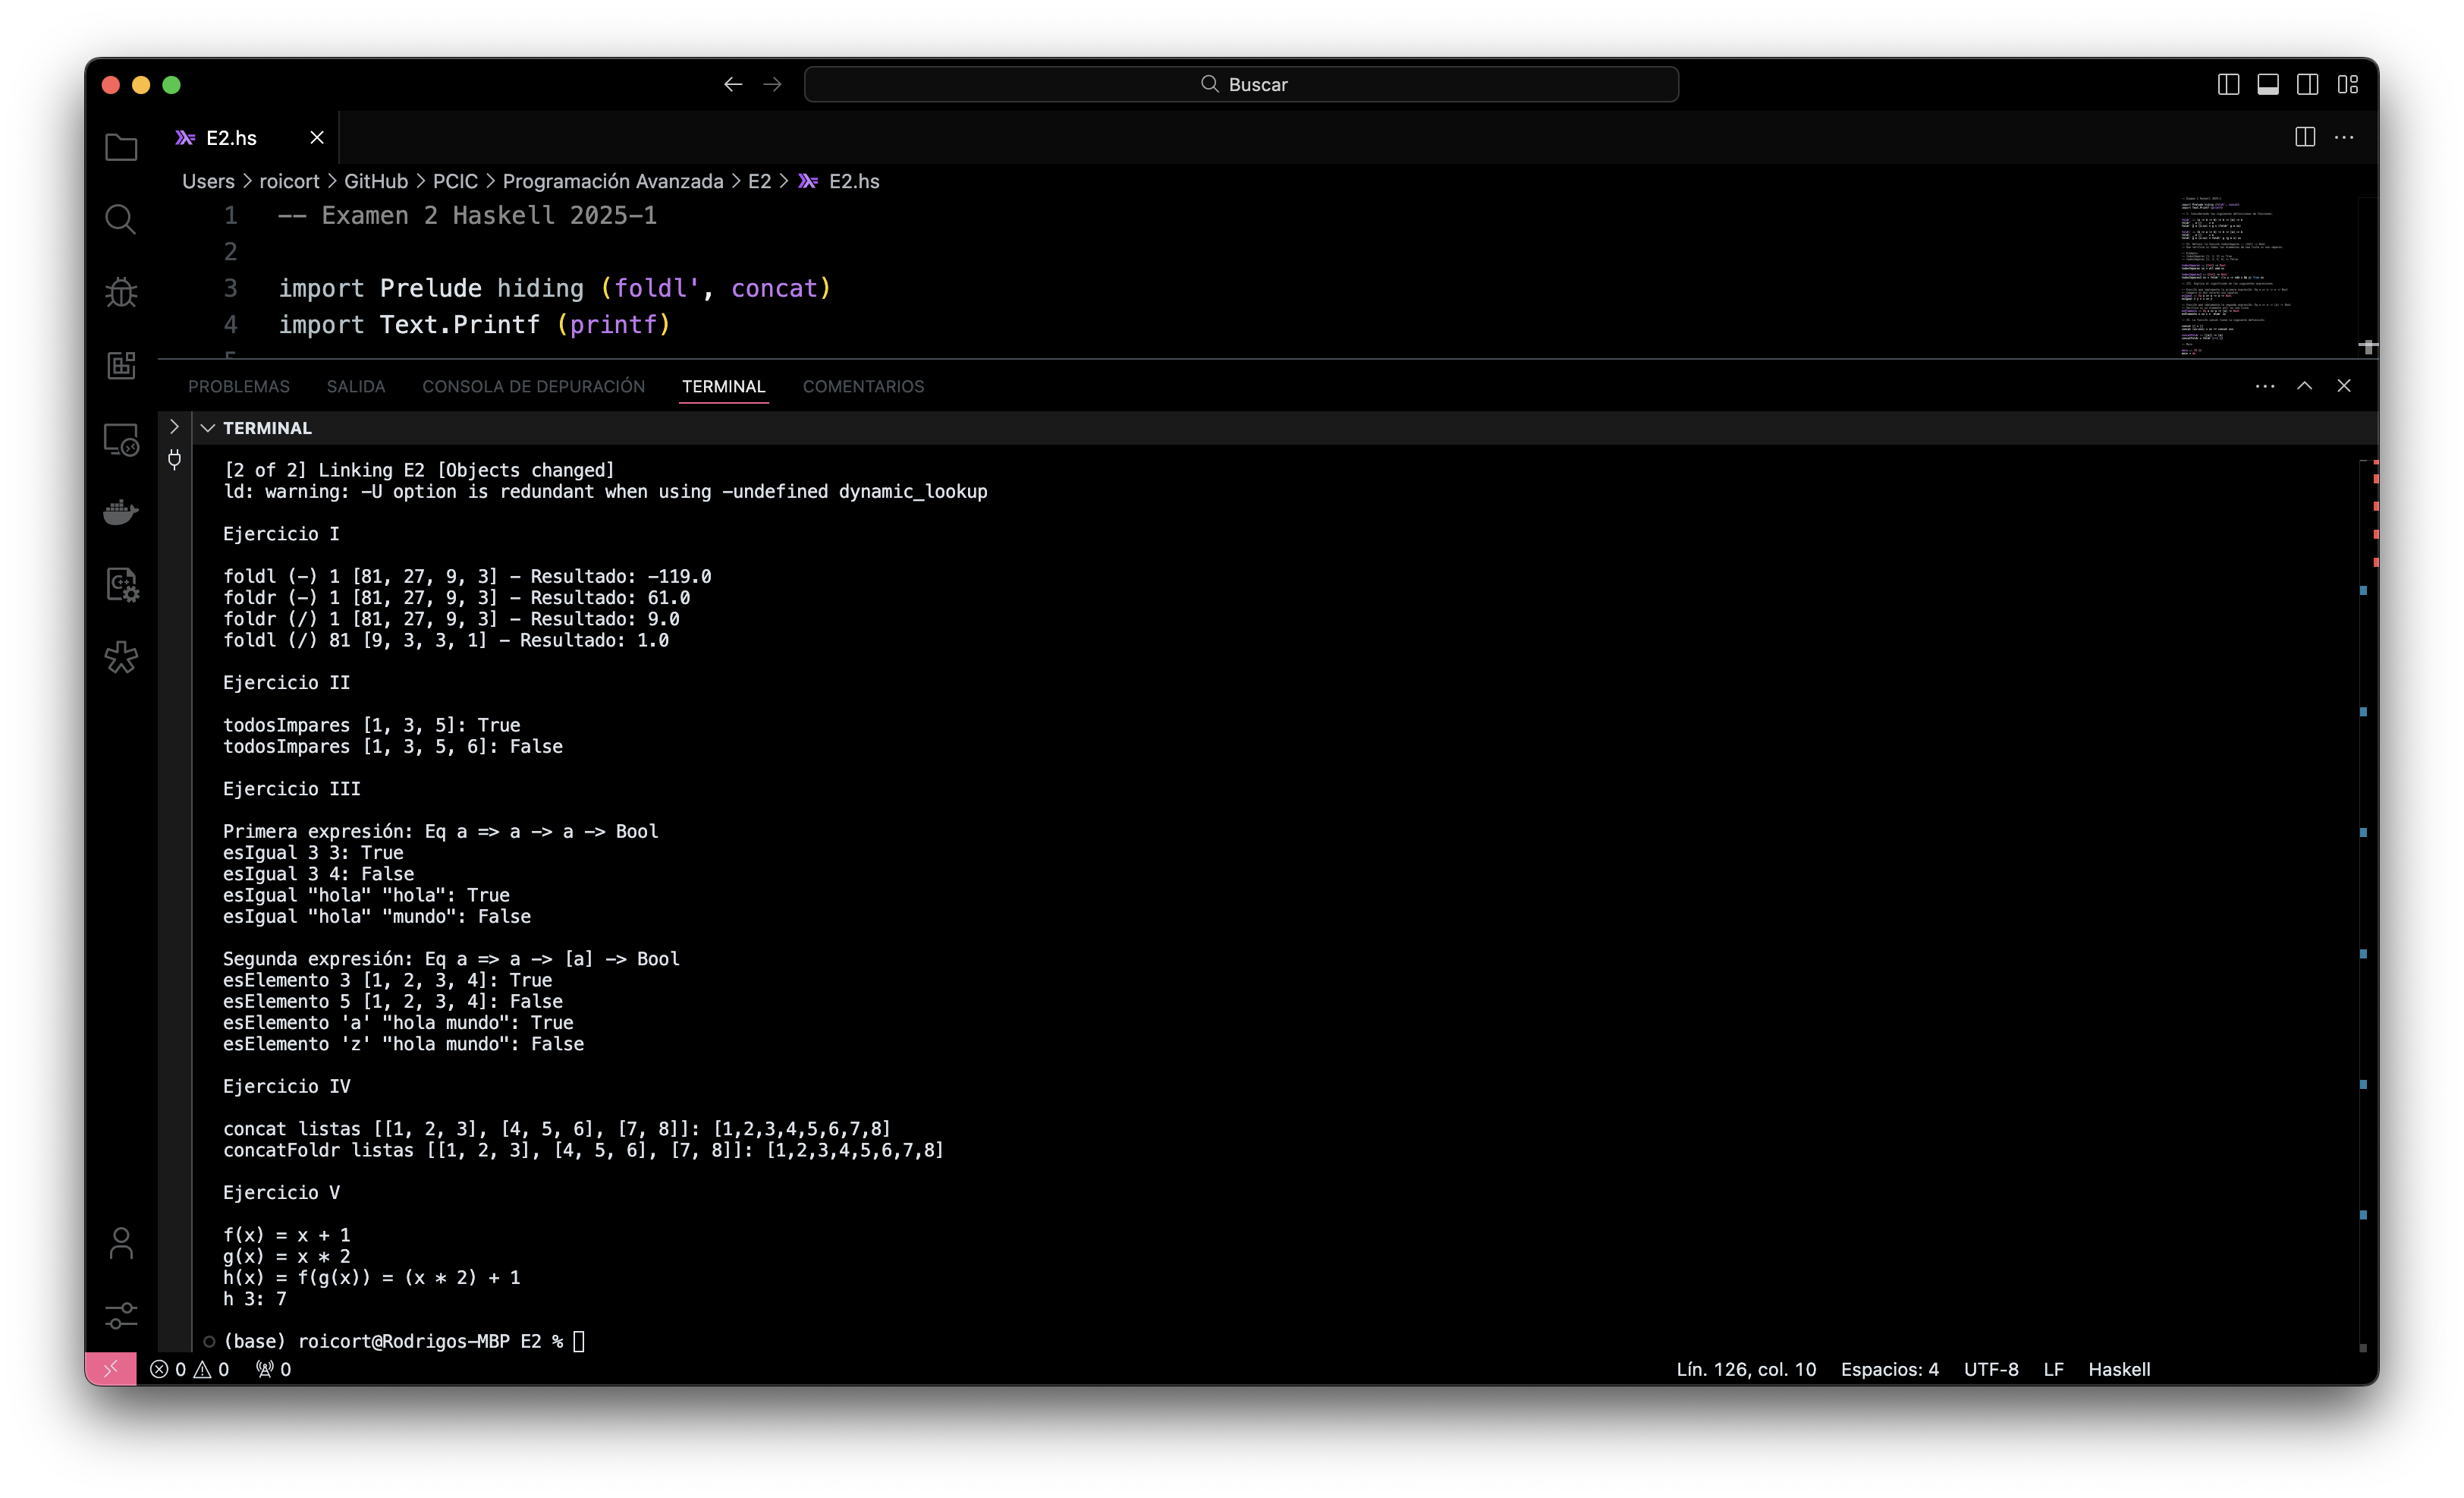 Buscar
E2.hs
Users > roicort > GitHub > PCIC > Programación Avanzada > E2 > E2.hs
1 -- Examen 2 Haskell 2025-1
2
3 import Prelude hiding (foldl', concat)
4 import Text.Printf (printf)
PROBLEMAS SALIDA CONSOLA DE DEPURACIÓN TERMINAL COMENTARIOS
TERMINAL
[2 of 2] Linking E2 [Objects changed]
ld: warning: -U option is redundant when using -undefined dynamic_lookup
Ejercicio I
foldl (-) 1 [81, 27, 9, 3] - Resultado: -119.0
foldr (-) 1 [81, 27, 9, 3] - Resultado: 61.0
foldr (/) 1 [81, 27, 9, 3] - Resultado: 9.0
foldl (/) 81 [9, 3, 3, 1] - Resultado: 1.0
Ejercicio II
todosImpares [1, 3, 5]: True
todosImpares [1, 3, 5, 6]: False
Ejercicio III
Primera expresión: Eq a => a -> a -> Bool
esIgual 3 3: True
esIgual 3 4: False
esIgual "hola" "hola": True
esIgual "hola" "mundo": False
Segunda expresión: Eq a => a -> [a] -> Bool
esElemento 3 [1, 2, 3, 4]: True
esElemento 5 [1, 2, 3, 4]: False
esElemento 'a' "hola mundo": True
esElemento 'z' "hola mundo": False
Ejercicio IV
concat listas [[1, 2, 3], [4, 5, 6], [7, 8]]: [1,2,3,4,5,6,7,8]
concatFoldr listas [[1, 2, 3], [4, 5, 6], [7, 8]]: [1,2,3,4,5,6,7,8]
Ejercicio V
f(x) = x + 1
g(x) = x * 2
h(x) = f(g(x)) = (x * 2) + 1
h 3: 7
(base) roicort@Rodrigos-MBP E2 %
0 0 0 Lín. 126, col. 10 Espacios: 4 UTF-8 LF Haskell